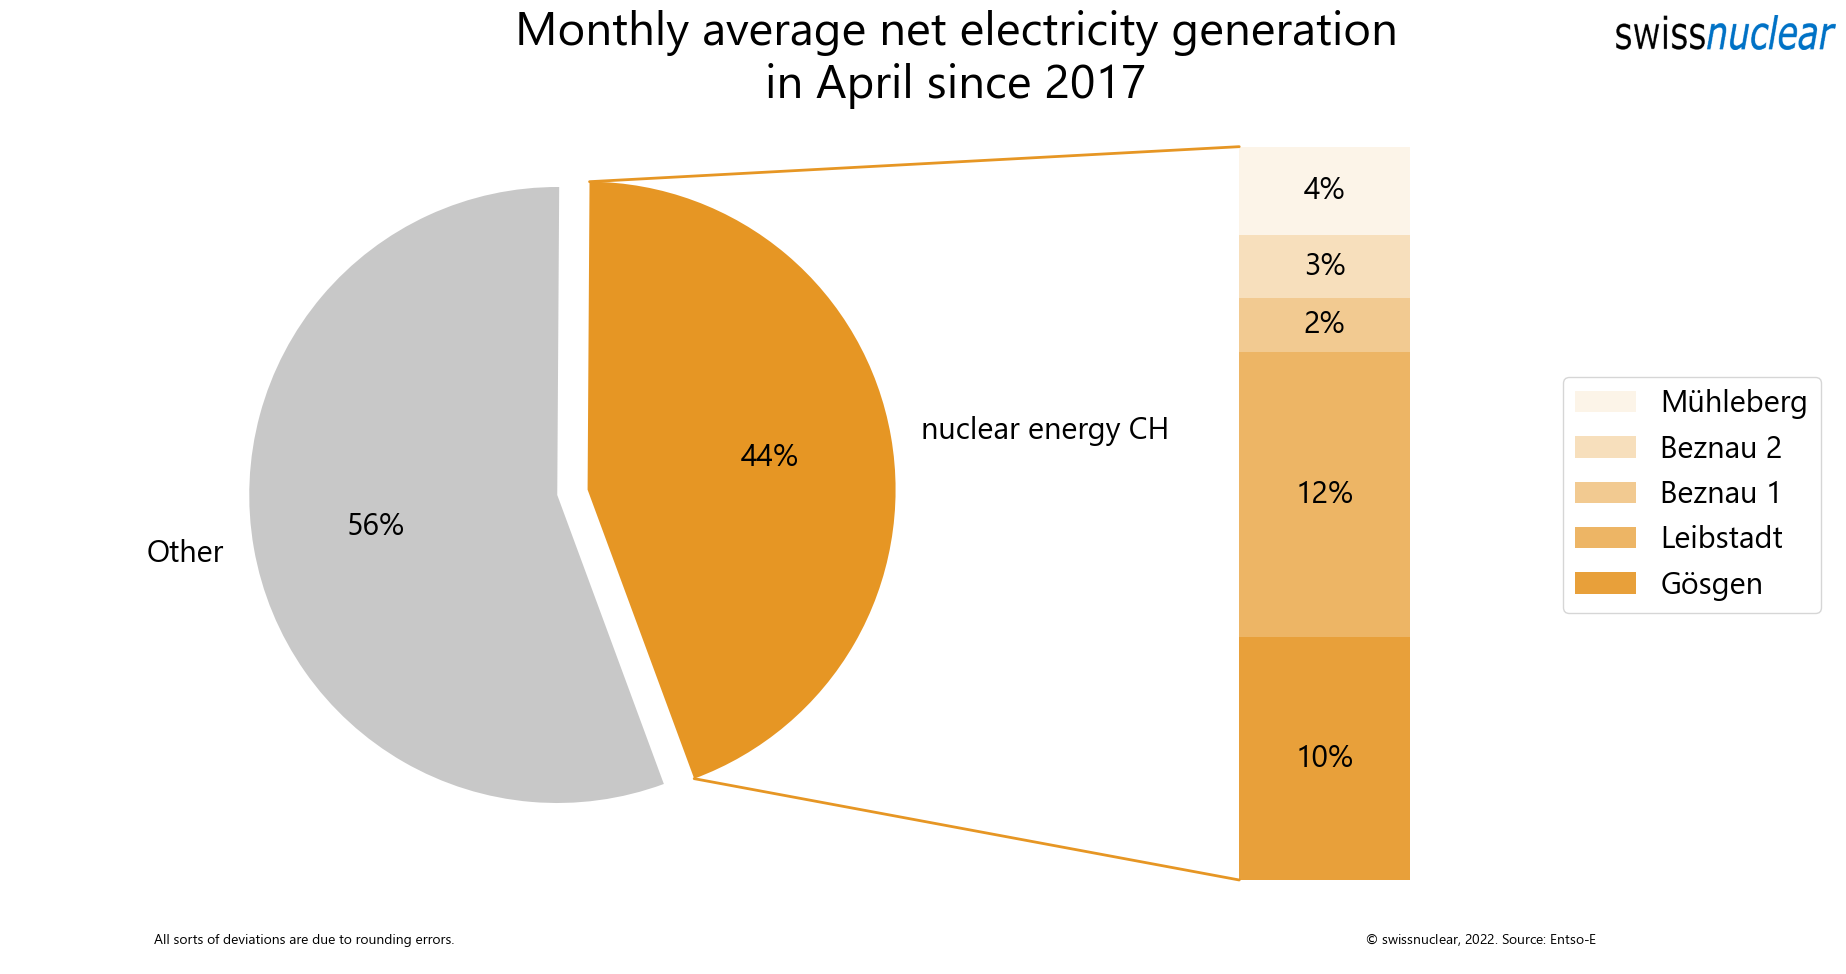 Monthly average net electricity generation
in April since 2017
swissnuclear
4%
3%
2%
12%
10%
44%
56%
nuclear energy CH
Other
Mühleberg
Beznau 2
Beznau 1
Leibstadt
Gösgen
All sorts of deviations are due to rounding errors.
© swissnuclear, 2022. Source: Entso-E